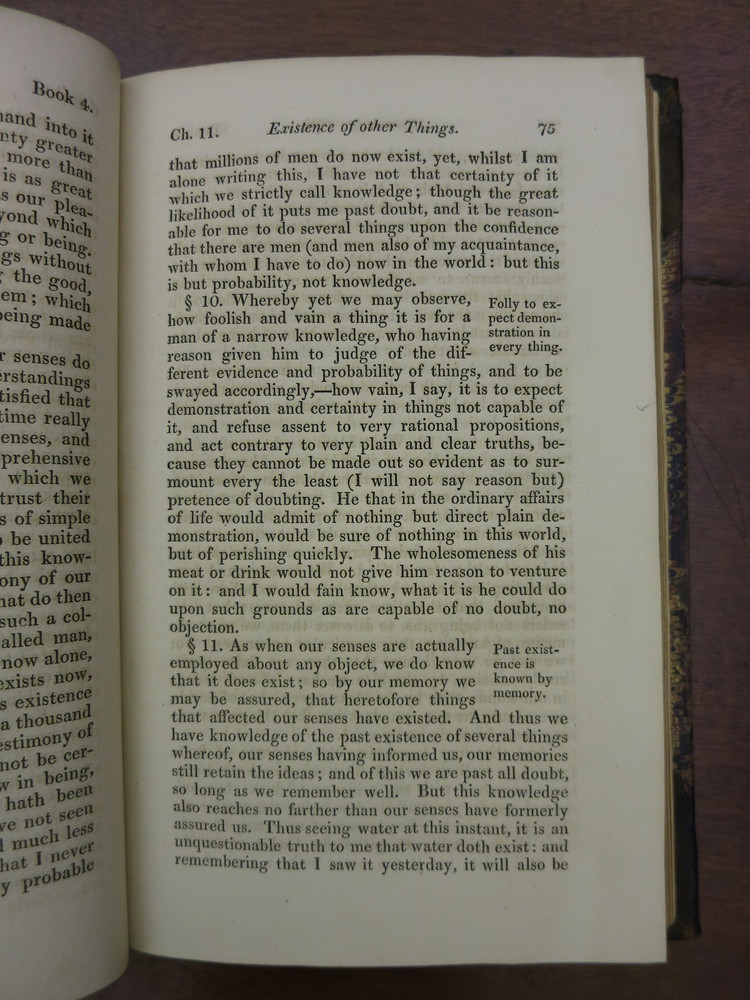 Book 4.
hand into it
nty greater
more than
is as great
s our plea-
yond which
g or being.
gs without
the good,
em; which
being made
r senses do
erstandings
tisfied that
time really
enses, and
prehensive
which we
trust their
s of simple
be united
this know-
ony of our
hat do then
such a col-
alled man,
now alone,
exists now,
s existence
a thousand
estimony of
not be cer-
w in being,
hath been
ve not seen
d much less
hat I never
y probable
Ch. 11. Existence of other Things. 75
that millions of men do now exist, yet, whilst I am
alone writing this, I have not that certainty of it
which we strictly call knowledge; though the great
likelihood of it puts me past doubt, and it be reason-
able for me to do several things upon the confidence
that there are men (and men also of my acquaintance,
with whom I have to do) now in the world: but this
is but probability, not knowledge.
§ 10. Whereby yet we may observe,
how foolish and vain a thing it is for a
man of a narrow knowledge, who having
reason given him to judge of the dif-
Folly to ex-
pect demon-
stration in
every thing.
ferent evidence and probability of things, and to be
swayed accordingly,—how vain, I say, it is to expect
demonstration and certainty in things not capable of
it, and refuse assent to very rational propositions,
and act contrary to very plain and clear truths, be-
cause they cannot be made out so evident as to sur-
mount every the least (I will not say reason but)
pretence of doubting. He that in the ordinary affairs
of life would admit of nothing but direct plain de-
monstration, would be sure of nothing in this world,
but of perishing quickly. The wholesomeness of his
meat or drink would not give him reason to venture
on it: and I would fain know, what it is he could do
upon such grounds as are capable of no doubt, no
objection.
§ 11. As when our senses are actually
employed about any object, we do know
that it does exist; so by our memory we
may be assured, that heretofore things
Past exist-
ence is
known by
memory.
that affected our senses have existed. And thus we
have knowledge of the past existence of several things
whereof, our senses having informed us, our memories
still retain the ideas; and of this we are past all doubt,
so long as we remember well. But this knowledge
also reaches no farther than our senses have formerly
assured us. Thus seeing water at this instant, it is an
unquestionable truth to me that water doth exist: and
remembering that I saw it yesterday, it will also be